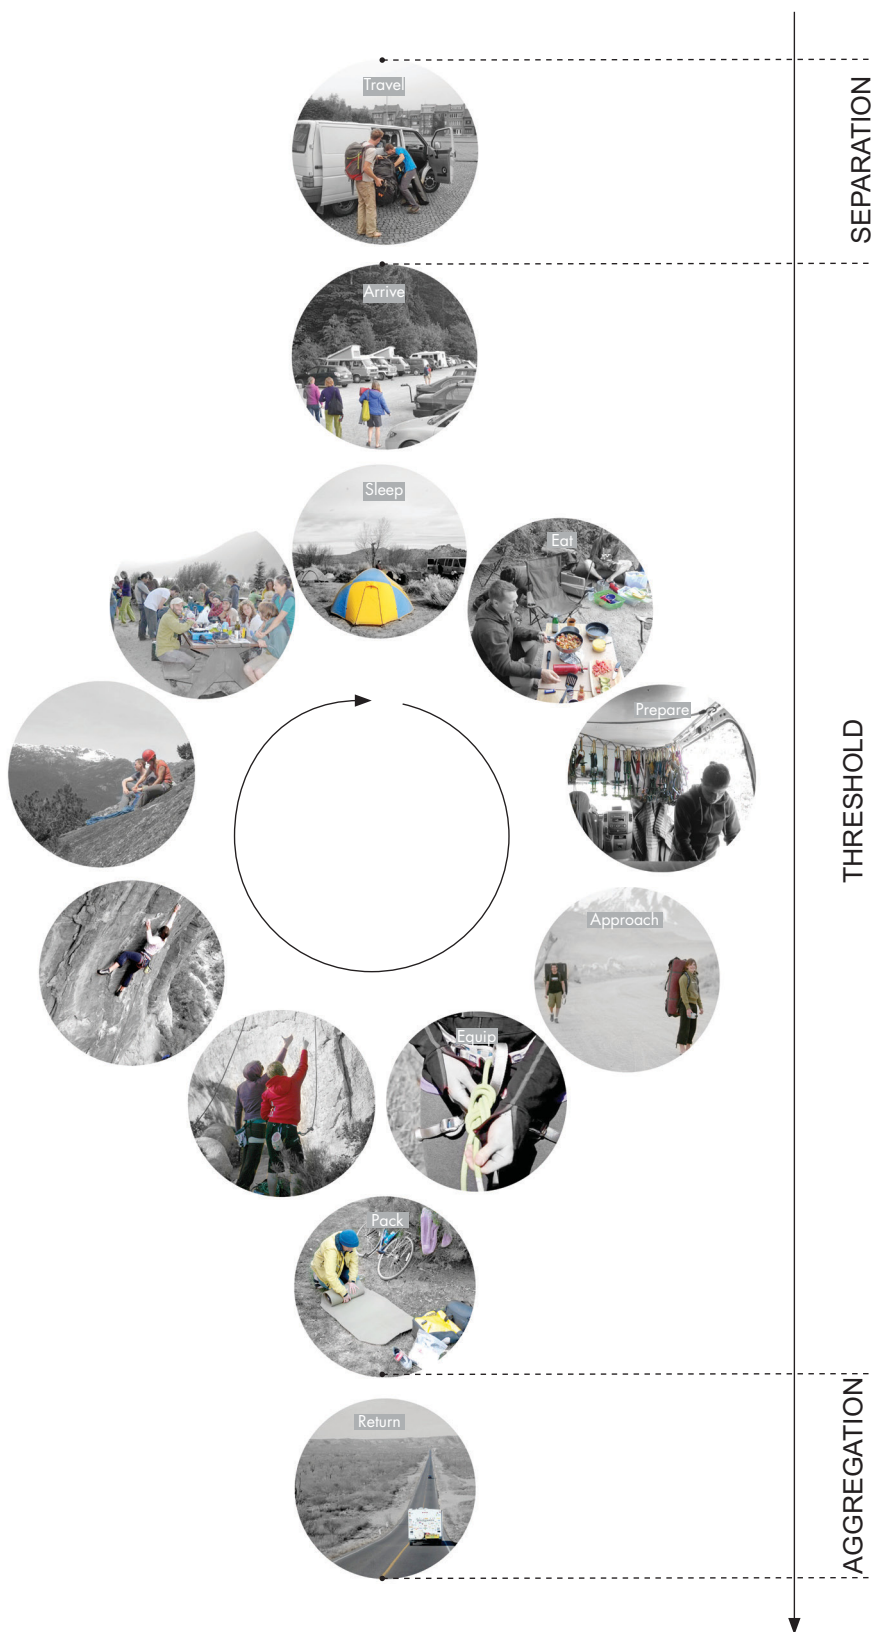 Travel
SEPARATION
Arrive
Sleep
Eat
Prepare
THRESHOLD
Approach
Equip
Pack
Return
AGGREGATION